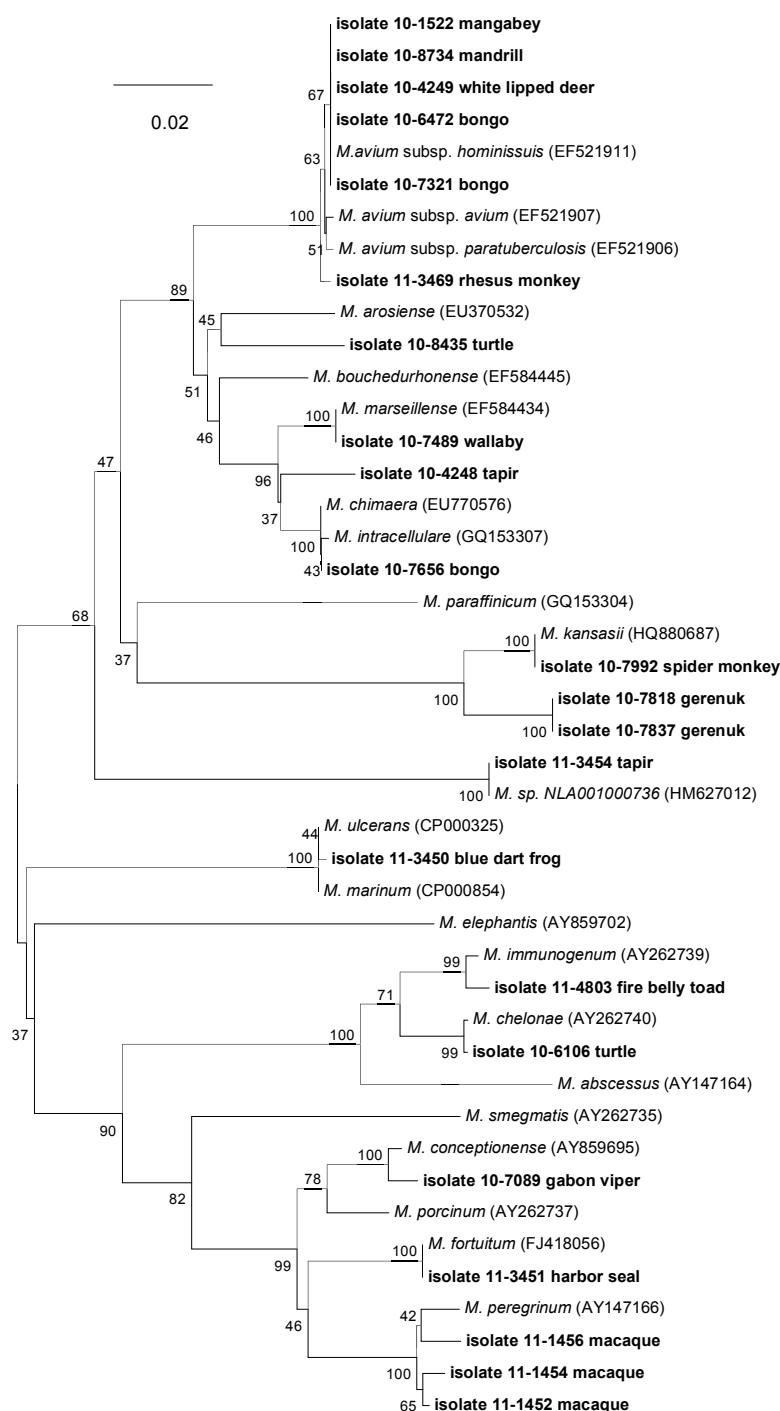 isolate 10-1522 mangabey
isolate 10-8734 mandrill
isolate 10-4249 white lipped deer
67
isolate 10-6472 bongo
0.02
M.avium subsp. hominissuis (EF521911)
63
isolate 10-7321 bongo
100
M. avium subsp. avium (EF521907)
51
M. avium subsp. paratuberculosis (EF521906)
isolate 11-3469 rhesus monkey
89
M. arosiense (EU370532)
45
isolate 10-8435 turtle
M. bouchedurhonense (EF584445)
51
M. marseillense (EF584434)
100
46
isolate 10-7489 wallaby
47
isolate 10-4248 tapir
96
M. chimaera (EU770576)
37
M. intracellulare (GQ153307)
100
43
isolate 10-7656 bongo
M. paraffinicum (GQ153304)
68
M. kansasii (HQ880687)
100
37
isolate 10-7992 spider monkey
100
isolate 10-7818 gerenuk
isolate 10-7837 gerenuk
100
isolate 11-3454 tapir
M. sp. NLA001000736 (HM627012)
100
M. ulcerans (CP000325)
44
100
isolate 11-3450 blue dart frog
M. marinum (CP000854)
M. elephantis (AY859702)
M. immunogenum (AY262739)
99
isolate 11-4803 fire belly toad
71
M. chelonae (AY262740)
37
100
99
isolate 10-6106 turtle
M. abscessus (AY147164)
M. smegmatis (AY262735)
90
M. conceptionense (AY859695)
100
78
isolate 10-7089 gabon viper
82
M. porcinum (AY262737)
M. fortuitum (FJ418056)
100
99
isolate 11-3451 harbor seal
M. peregrinum (AY147166)
42
46
isolate 11-1456 macaque
100
isolate 11-1454 macaque
65
isolate 11-1452 macaque